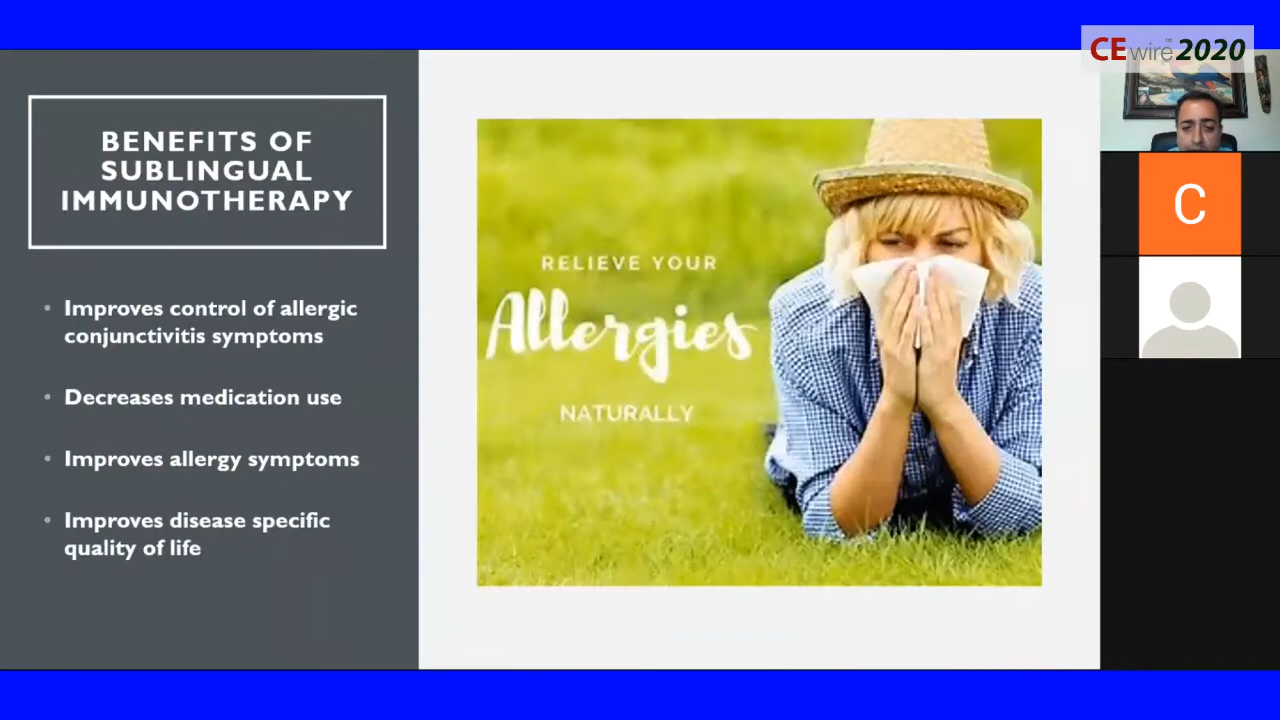 CEwire™2020
BENEFITS OF
SUBLINGUAL
IMMUNOTHERAPY
• Improves control of allergic
conjunctivitis symptoms
• Decreases medication use
• Improves allergy symptoms
• Improves disease specific
quality of life
RELIEVE YOUR
Allergies
NATURALLY
C